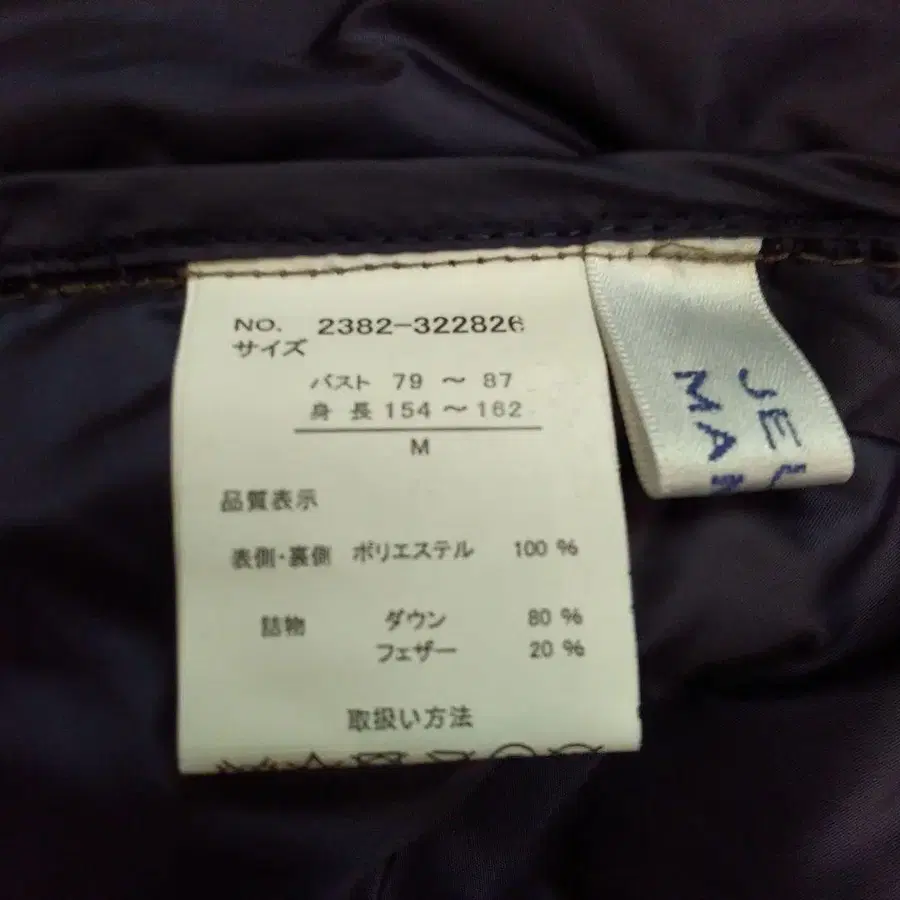 NO. 2382-322826
サイズ
バスト 79 ～ 87
身 長 154 ～ 162
M
品質表示
表側・裏側 ポリエステル 100 %
詰物 ダウン 80 %
フェザー 20 %
取扱い方法
JE
MA